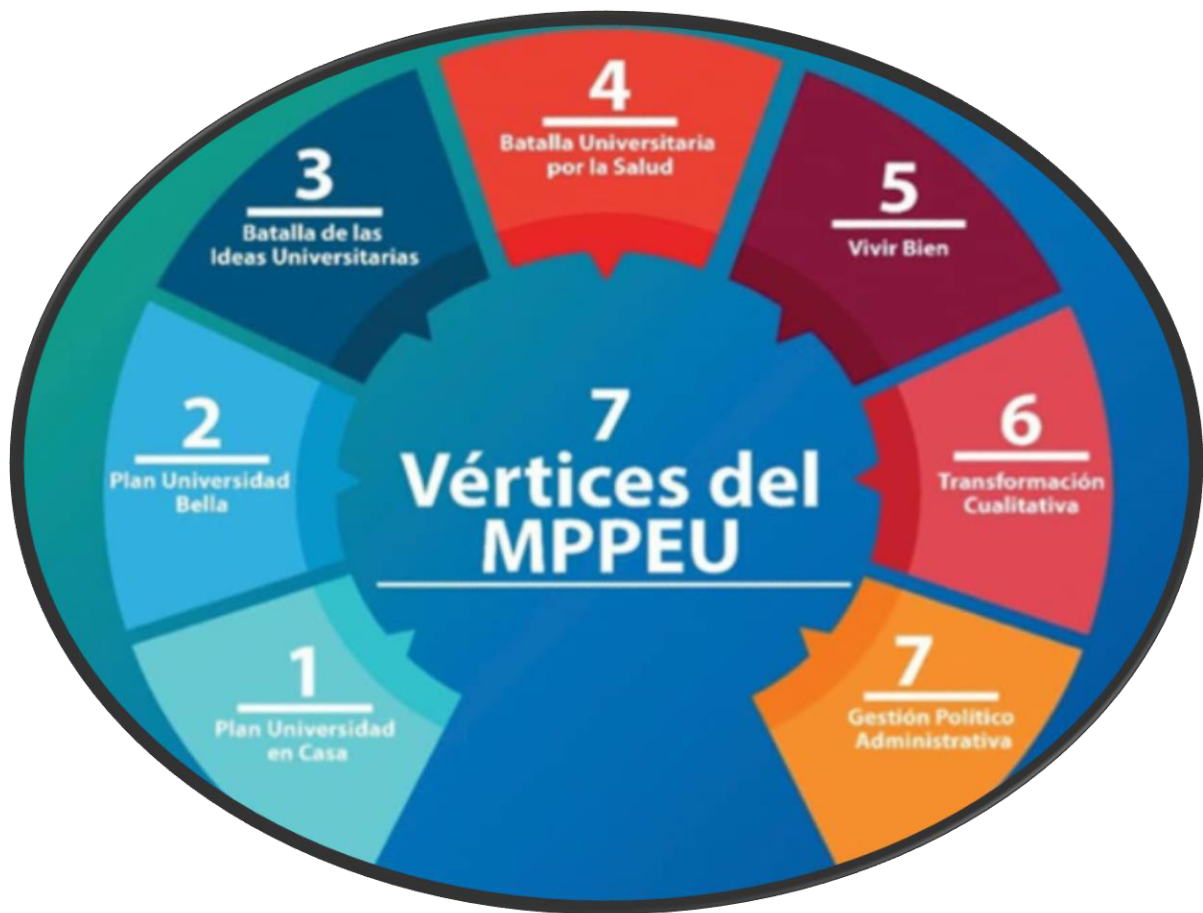 7
Vértices del
MPPEU
1
Plan Universidad
en Casa
2
Plan Universidad
Bella
3
Batalla de las
Ideas Universitarias
4
Batalla Universitaria
por la Salud
5
Vivir Bien
6
Transformación
Cualitativa
7
Gestión Político
Administrativa